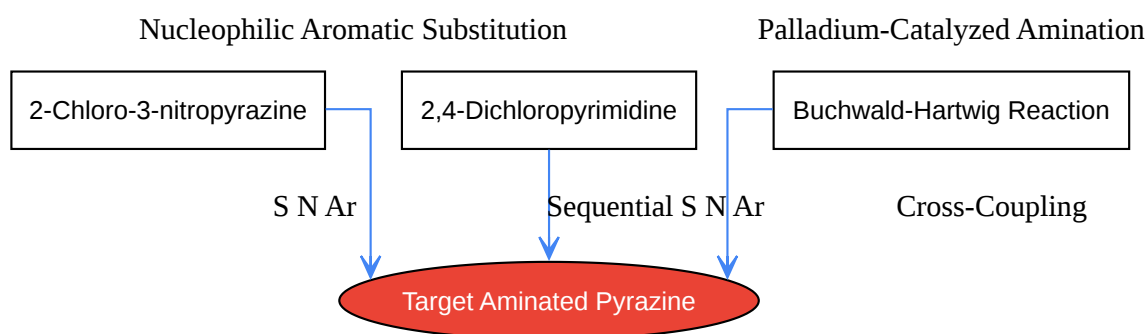 Nucleophilic Aromatic Substitution
Palladium-Catalyzed Amination
2-Chloro-3-nitropyrazine
2,4-Dichloropyrimidine
Buchwald-Hartwig Reaction
S N Ar
Sequential S N Ar
Cross-Coupling
Target Aminated Pyrazine